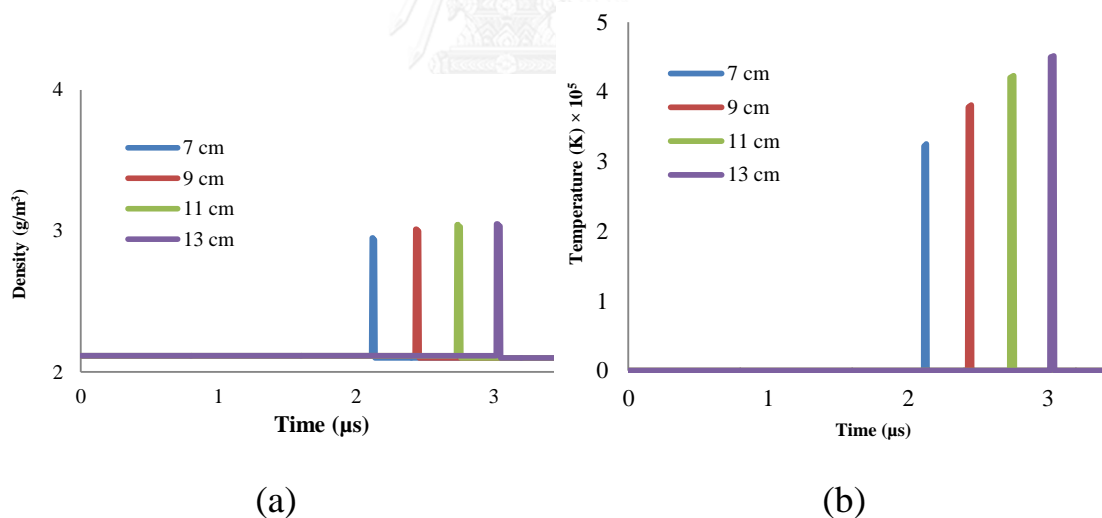 4
3
2
Density (g/m³)
7 cm
9 cm
11 cm
13 cm
0
1
2
3
Time (µs)
(a)
5
4
3
2
1
0
Temperature (K) × 10⁵
7 cm
9 cm
11 cm
13 cm
0
1
2
3
Time (µs)
(b)